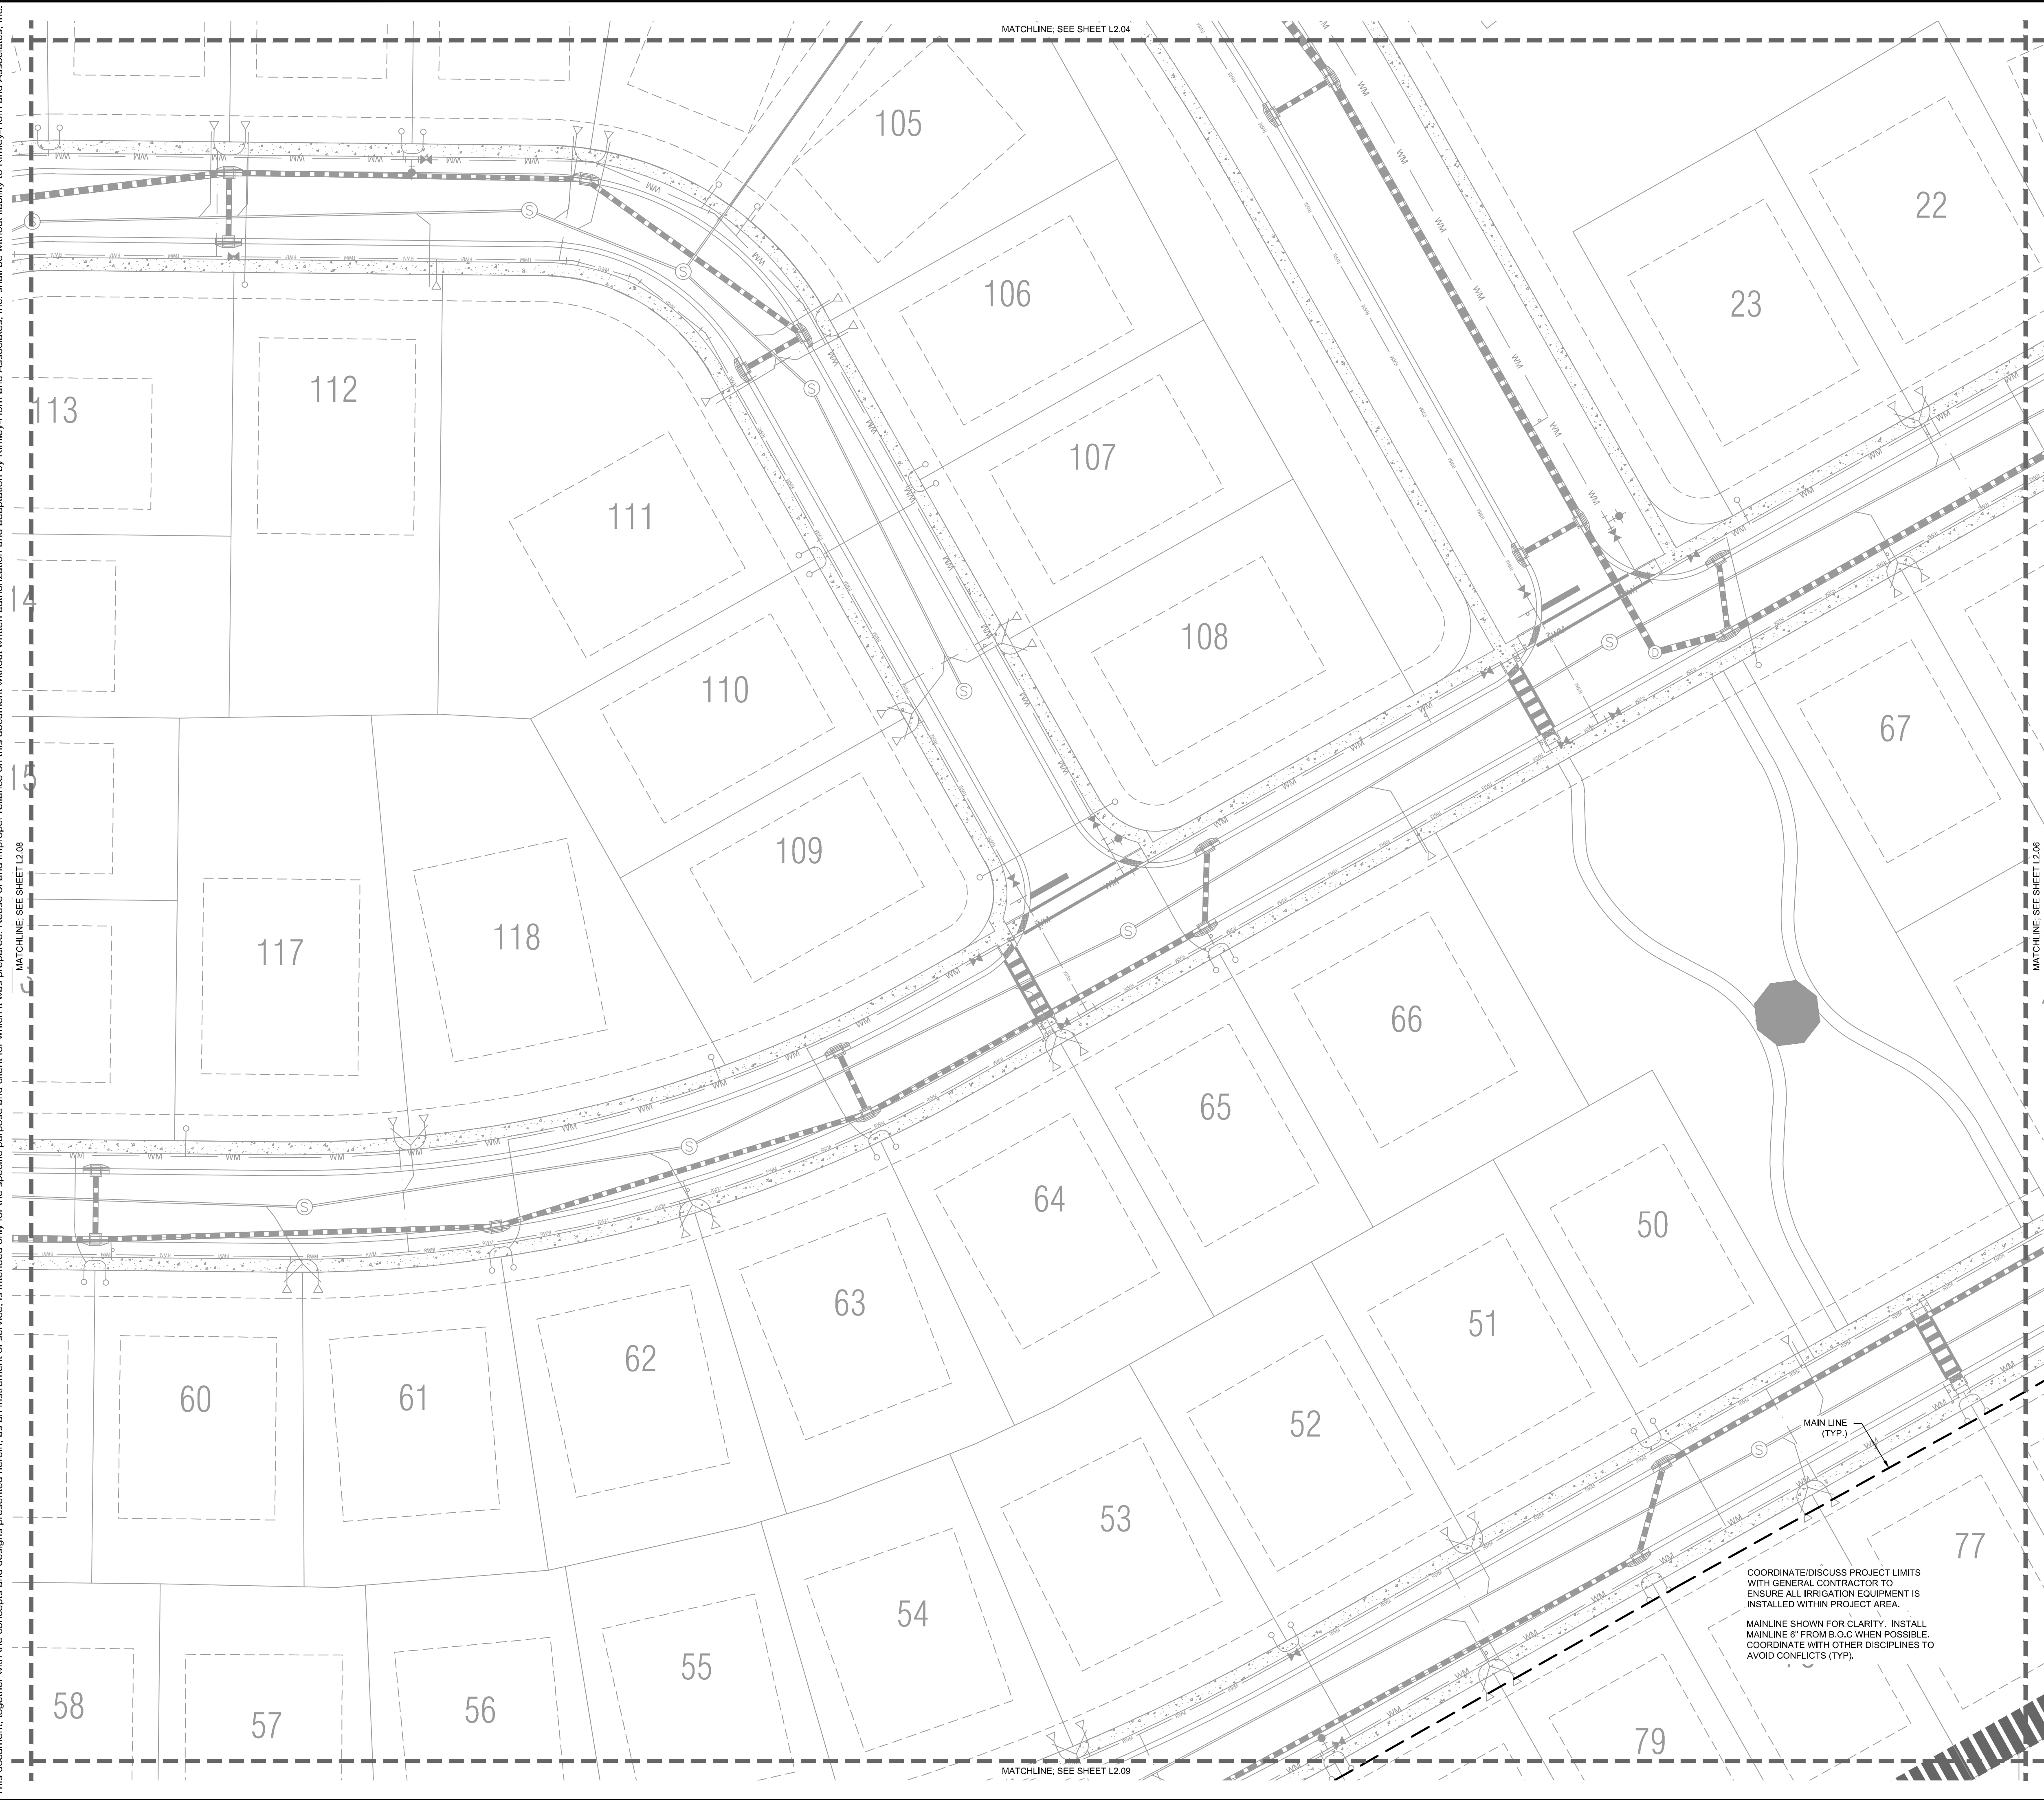 MATCHLINE; SEE SHEET L2.04
105
22
23
106
112
113
107
111
14
108
110
67
15
109
MATCHLINE; SEE SHEET L2.08
MATCHLINE; SEE SHEET L2.06
118
117
66
65
64
50
63
51
62
60
61
52
MAIN LINE
(TYP.)
53
77
COORDINATE/DISCUSS PROJECT LIMITS
WITH GENERAL CONTRACTOR TO
ENSURE ALL IRRIGATION EQUIPMENT IS
INSTALLED WITHIN PROJECT AREA.
MAINLINE SHOWN FOR CLARITY. INSTALL
MAINLINE 6" FROM B.O.C WHEN POSSIBLE.
COORDINATE WITH OTHER DISCIPLINES TO
AVOID CONFLICTS (TYP).
54
55
58
57
56
79
MATCHLINE; SEE SHEET L2.09
WM
RWM
S
D